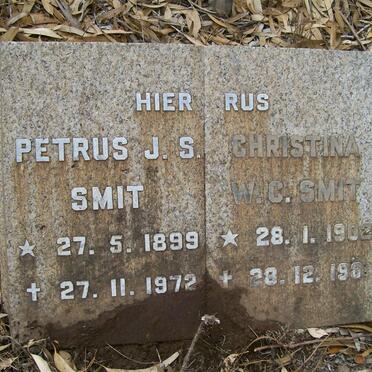 HIER RUS
PETRUS J. S.
SMIT
★ 27. 5. 1899
✝ 27. 11. 1972
CHRISTINA
W. C. SMIT
★ 28. 1.
✝ 28. 12.